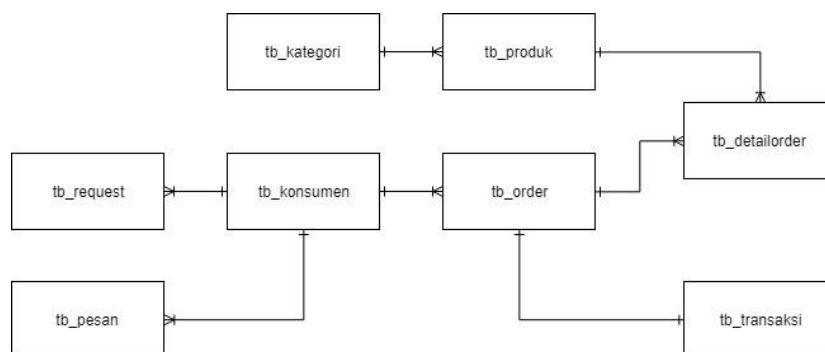 tb_kategori
tb_produk
tb_detailorder
tb_request
tb_konsumen
tb_order
tb_pesan
tb_transaksi